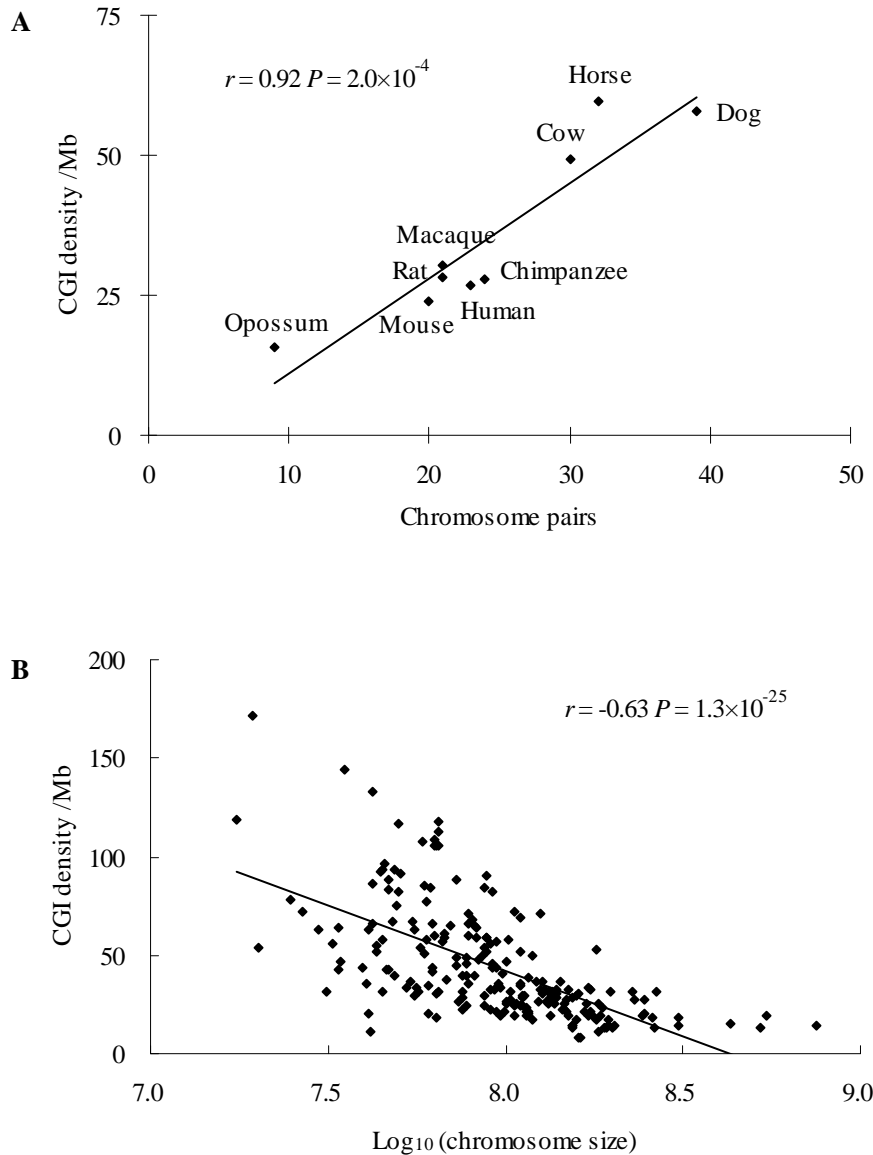 A
75
r = 0.92 P = 2.0×10⁻⁴
Horse
Dog
Cow
50
CGI density /Mb
Macaque
Rat
Chimpanzee
25
Opossum
Mouse
Human
0
0 10 20 30 40 50
Chromosome pairs
B
200
r = -0.63 P = 1.3×10⁻²⁵
150
CGI density /Mb
100
50
0
7.0 7.5 8.0 8.5 9.0
Log₁₀ (chromosome size)